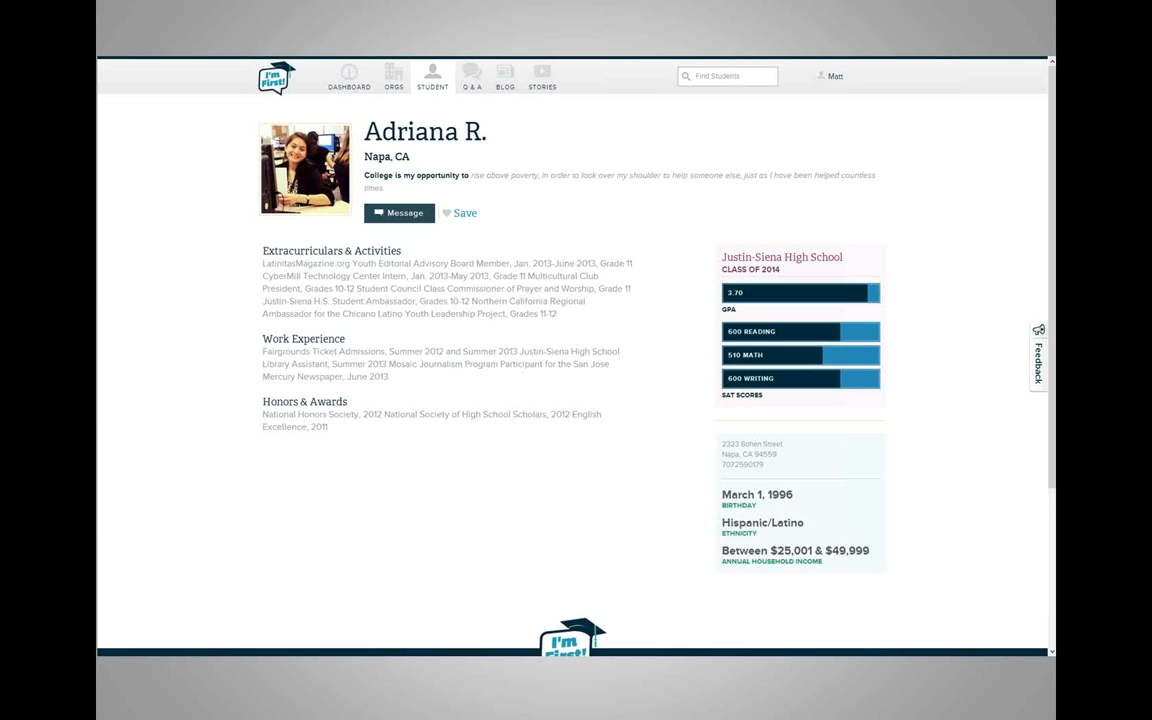 I'm
First!
DASHBOARD
ORGS
STUDENT
Q & A
BLOG
STORIES
Find Students
Matt
Adriana R.
Napa, CA
College is my opportunity to rise above poverty, in order to look over my shoulder to help someone else, just as I have been helped countless
times.
Message
Save
Extracurriculars & Activities
LatinitasMagazine.org Youth Editorial Advisory Board Member, Jan. 2013-June 2013, Grade 11
CyberMill Technology Center Intern, Jan. 2013-May 2013, Grade 11 Multicultural Club
President, Grades 10-12 Student Council Class Commissioner of Prayer and Worship, Grade 11
Justin-Siena H.S. Student Ambassador, Grades 10-12 Northern California Regional
Ambassador for the Chicano Latino Youth Leadership Project, Grades 11-12
Work Experience
Fairgrounds Ticket Admissions, Summer 2012 and Summer 2013 Justin-Siena High School
Library Assistant, Summer 2013 Mosaic Journalism Program Participant for the San Jose
Mercury Newspaper, June 2013
Honors & Awards
National Honors Society, 2012 National Society of High School Scholars, 2012 English
Excellence, 2011
Justin-Siena High School
CLASS OF 2014
3.70
GPA
600 READING
510 MATH
600 WRITING
SAT SCORES
2323 Bohen Street
Napa, CA 94559
7072590179
March 1, 1996
BIRTHDAY
Hispanic/Latino
ETHNICITY
Between $25,001 & $49,999
ANNUAL HOUSEHOLD INCOME
Feedback
I'm
First!